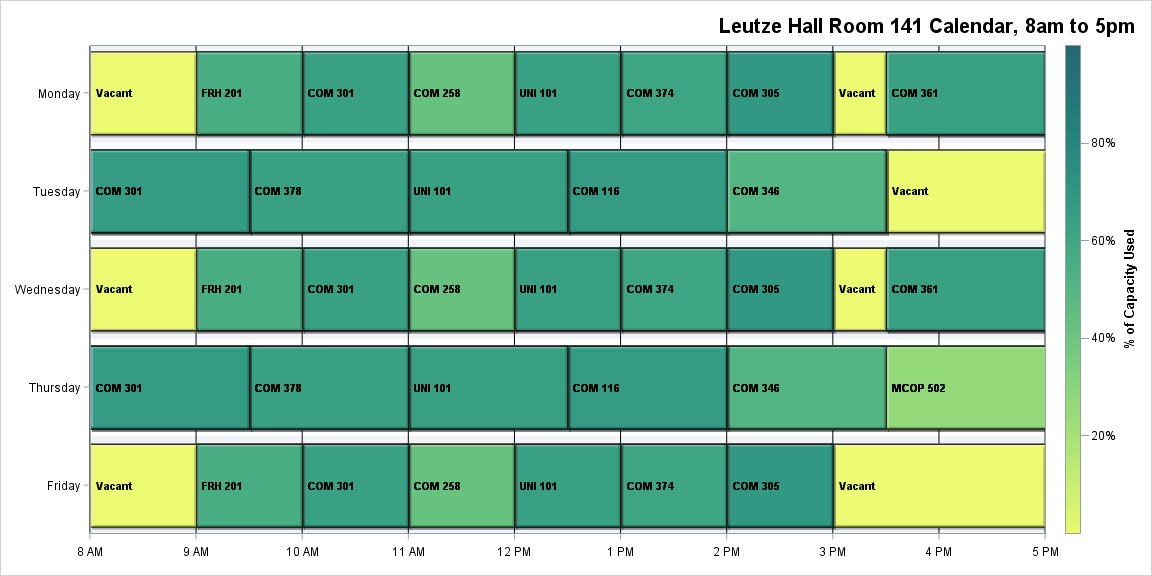 Leutze Hall Room 141 Calendar, 8am to 5pm
Monday
Vacant
FRH 201
COM 301
COM 258
UNI 101
COM 374
COM 305
Vacant
COM 361
Tuesday
COM 301
COM 378
UNI 101
COM 116
COM 346
Vacant
Wednesday
Vacant
FRH 201
COM 301
COM 258
UNI 101
COM 374
COM 305
Vacant
COM 361
Thursday
COM 301
COM 378
UNI 101
COM 116
COM 346
MCOP 502
Friday
Vacant
FRH 201
COM 301
COM 258
UNI 101
COM 374
COM 305
Vacant
8 AM
9 AM
10 AM
11 AM
12 PM
1 PM
2 PM
3 PM
4 PM
5 PM
80%
60%
40%
20%
% of Capacity Used